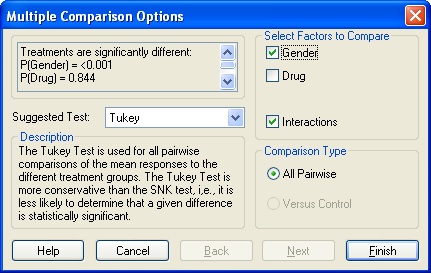 Multiple Comparison Options
Treatments are significantly different:
P(Gender) = <0.001
P(Drug) = 0.844
Suggested Test: Tukey
Description
The Tukey Test is used for all pairwise
comparisons of the mean responses to the
different treatment groups. The Tukey Test is
more conservative than the SNK test, i,e., it is
less likely to determine that a given difference
is statistically significant.
Select Factors to Compare
Gender
Drug
Interactions
Comparison Type
All Pairwise
Versus Control
Help Cancel Back Next Finish